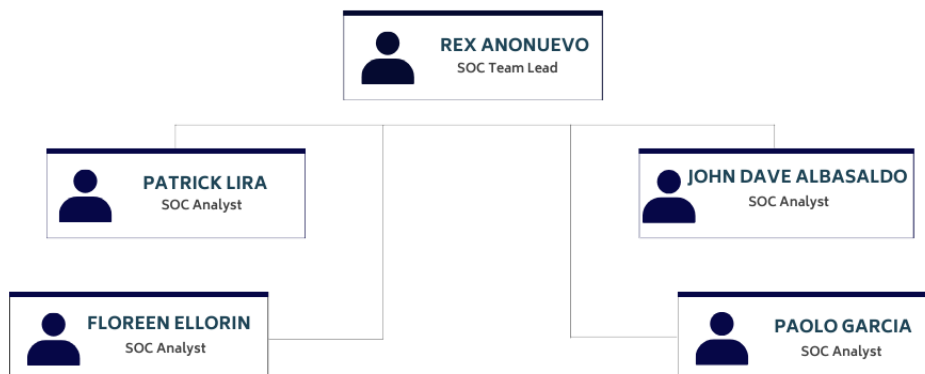 REX ANONUEVO
SOC Team Lead
PATRICK LIRA
SOC Analyst
JOHN DAVE ALBASALDO
SOC Analyst
FLOREEN ELLORIN
SOC Analyst
PAOLO GARCIA
SOC Analyst